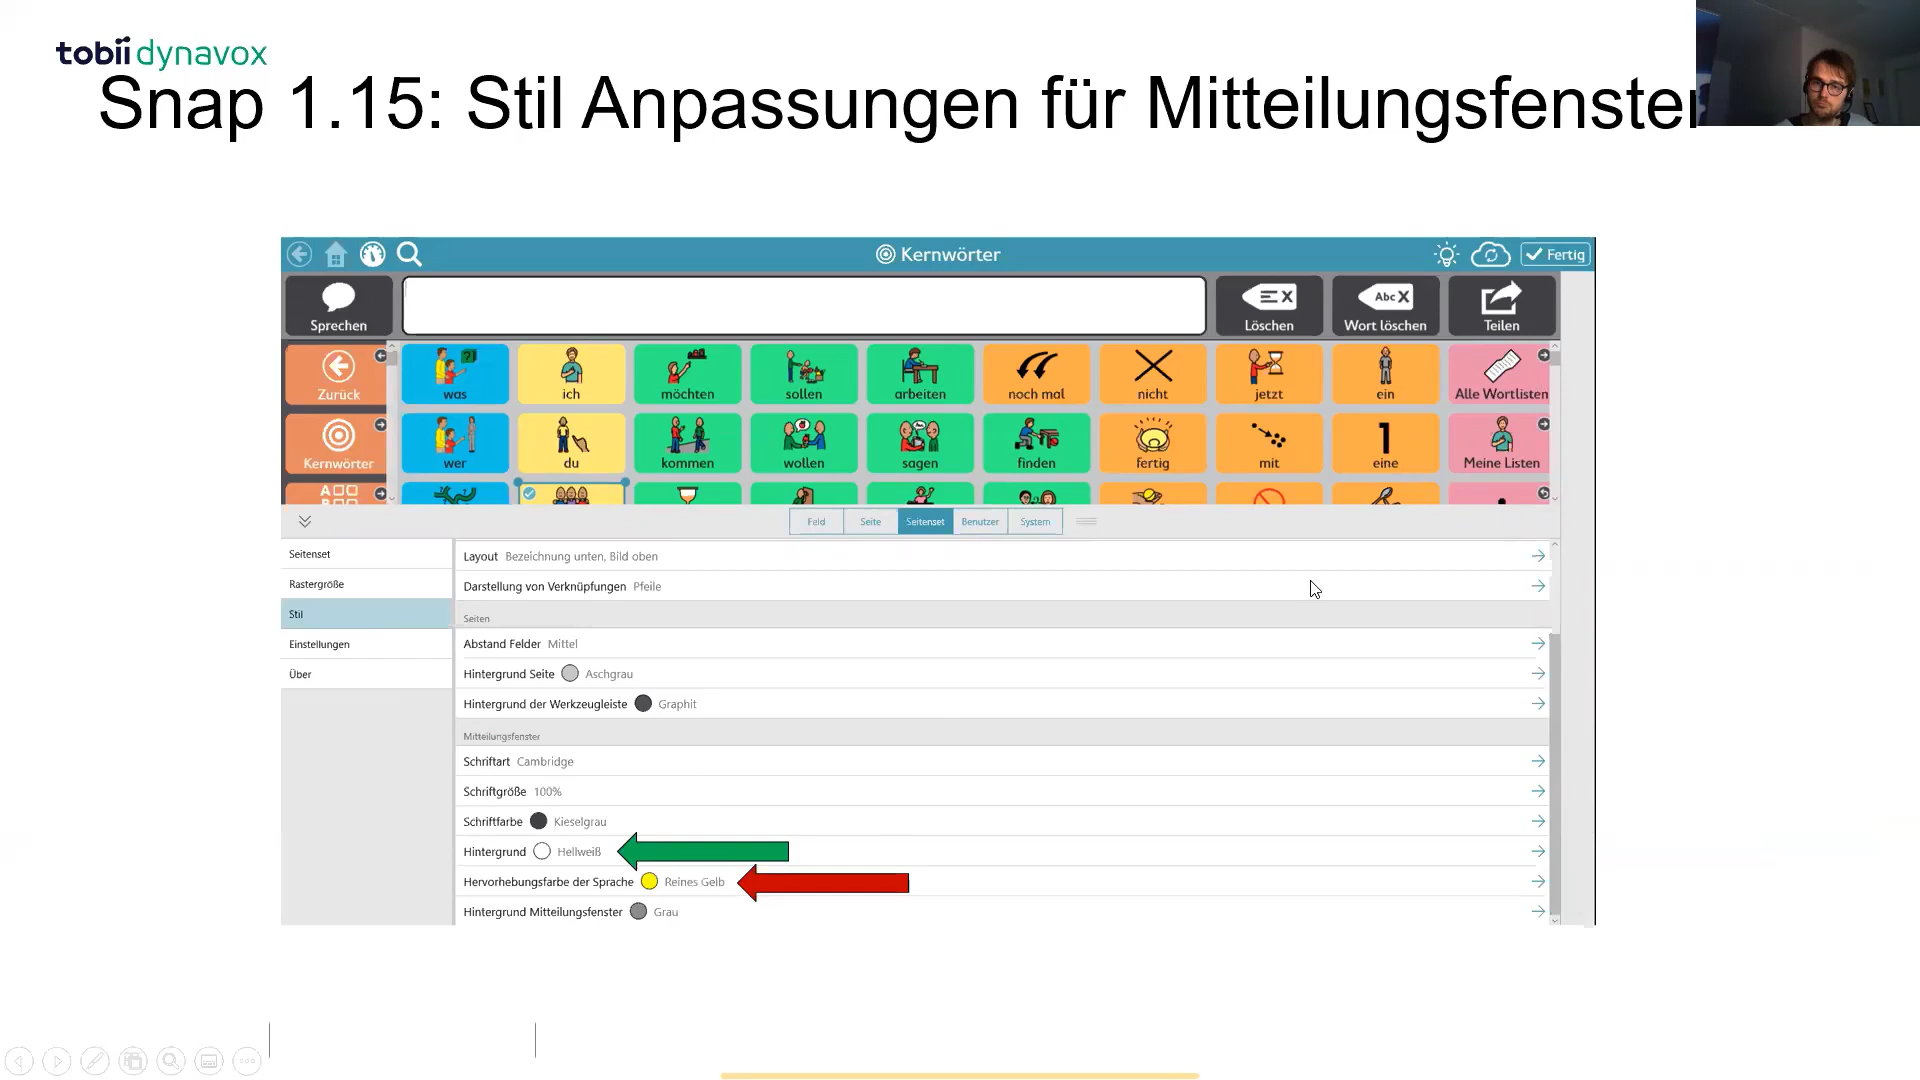 tobii dynavox
Snap 1.15: Stil Anpassungen für Mitteilungsfenster
Kernwörter
Fertig
Sprechen
Löschen
Abc X
Wort löschen
Teilen
Zurück
was
ich
möchten
sollen
arbeiten
noch mal
nicht
jetzt
ein
Alle Wortlisten
Kernwörter
wer
du
kommen
wollen
sagen
finden
fertig
mit
1
eine
Meine Listen
Feld
Seite
Seitenset
Benutzer
System
Seitenset
Rastergröße
Stil
Einstellungen
Über
Layout Bezeichnung unten, Bild oben
Darstellung von Verknüpfungen Pfeile
Seiten
Abstand Felder Mittel
Hintergrund Seite Aschgrau
Hintergrund der Werkzeugleiste Graphit
Mitteilungsfenster
Schriftart Cambridge
Schriftgröße 100%
Schriftfarbe Kieselgrau
Hintergrund Hellweiß
Hervorhebungsfarbe der Sprache Reines Gelb
Hintergrund Mitteilungsfenster Grau